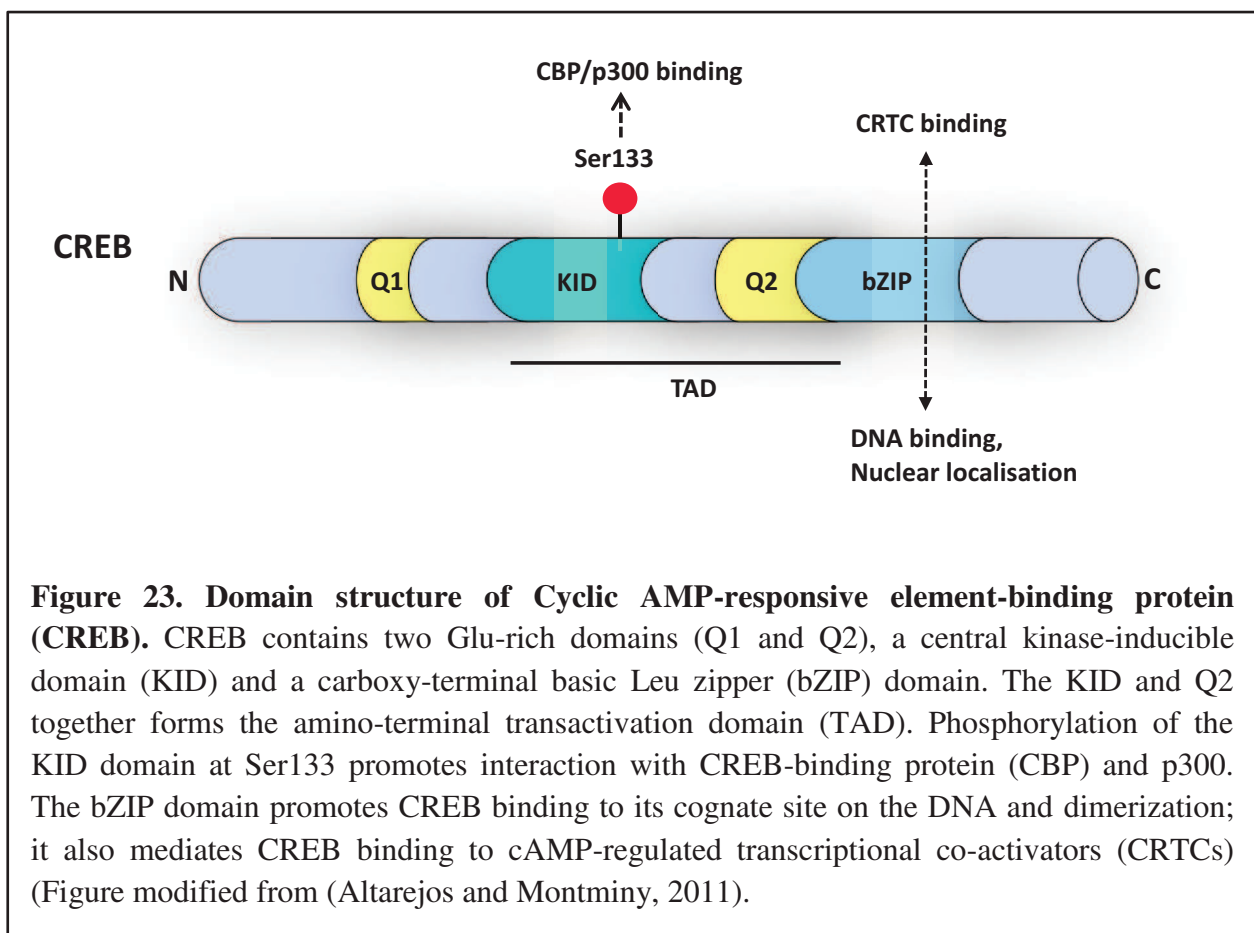 CBP/p300 binding
CRTC binding
Ser133
CREB
N
Q1
KID
Q2
bZIP
C
TAD
DNA binding,
Nuclear localisation
Figure 23. Domain structure of Cyclic AMP-responsive element-binding protein
(CREB). CREB contains two Glu-rich domains (Q1 and Q2), a central kinase-inducible
domain (KID) and a carboxy-terminal basic Leu zipper (bZIP) domain. The KID and Q2
together forms the amino-terminal transactivation domain (TAD). Phosphorylation of the
KID domain at Ser133 promotes interaction with CREB-binding protein (CBP) and p300.
The bZIP domain promotes CREB binding to its cognate site on the DNA and dimerization;
it also mediates CREB binding to cAMP-regulated transcriptional co-activators (CRTCs)
(Figure modified from (Altarejos and Montminy, 2011).